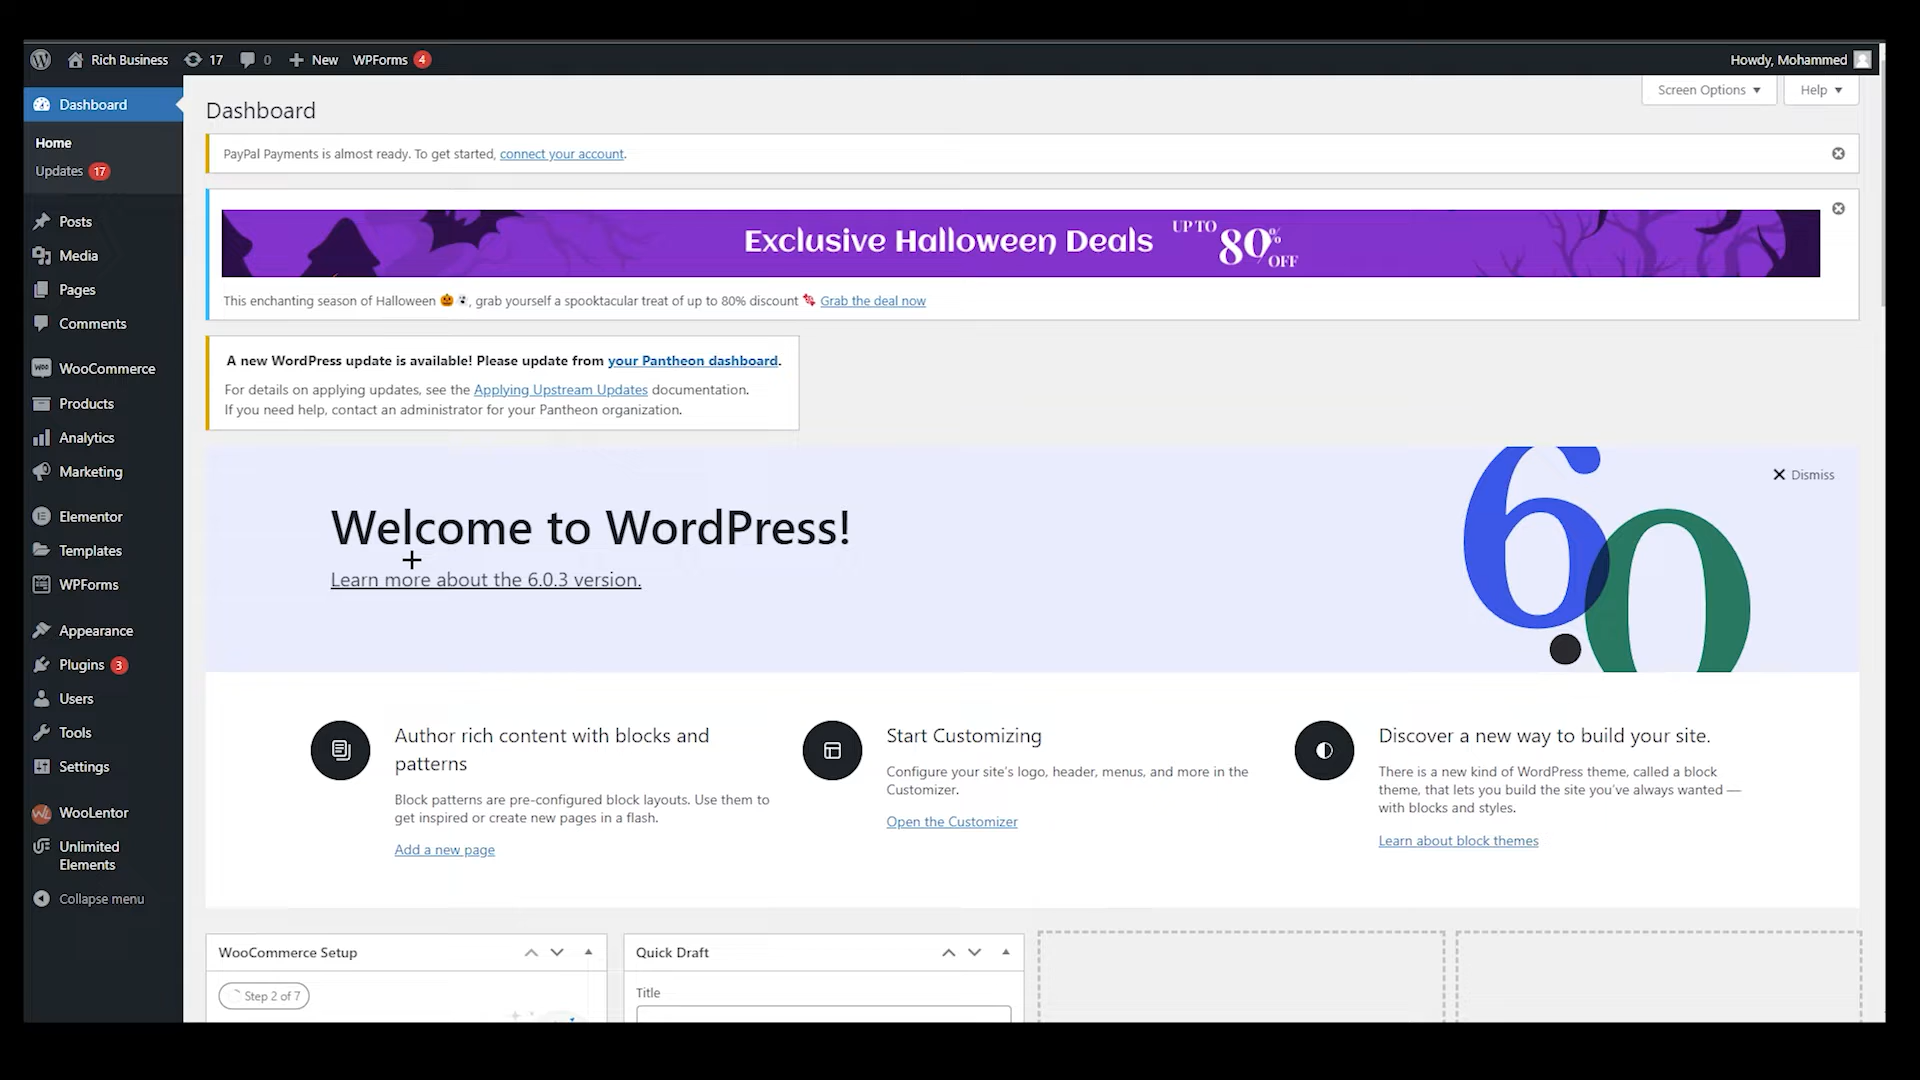 Rich Business 17 0 New WPForms 4 Howdy, Mohammed
Screen Options Help
Dashboard
Home
Updates 17
Posts
Media
Pages
Comments
WooCommerce
Products
Analytics
Marketing
Elementor
Templates
WPForms
Appearance
Plugins 3
Users
Tools
Settings
WooLentor
Unlimited
Elements
Collapse menu
Dashboard
PayPal Payments is almost ready. To get started, connect your account.
Exclusive Halloween Deals UP TO 80% OFF
This enchanting season of Halloween 🎃 👻, grab yourself a spooktacular treat of up to 80% discount 🍬 Grab the deal now
A new WordPress update is available! Please update from your Pantheon dashboard.
For details on applying updates, see the Applying Upstream Updates documentation.
If you need help, contact an administrator for your Pantheon organization.
Dismiss
Welcome to WordPress!
Learn more about the 6.0.3 version.
6.0
Author rich content with blocks and
patterns
Block patterns are pre-configured block layouts. Use them to
get inspired or create new pages in a flash.
Add a new page
Start Customizing
Configure your site's logo, header, menus, and more in the
Customizer.
Open the Customizer
Discover a new way to build your site.
There is a new kind of WordPress theme, called a block
theme, that lets you build the site you've always wanted —
with blocks and styles.
Learn about block themes
WooCommerce Setup
Step 2 of 7
Quick Draft
Title